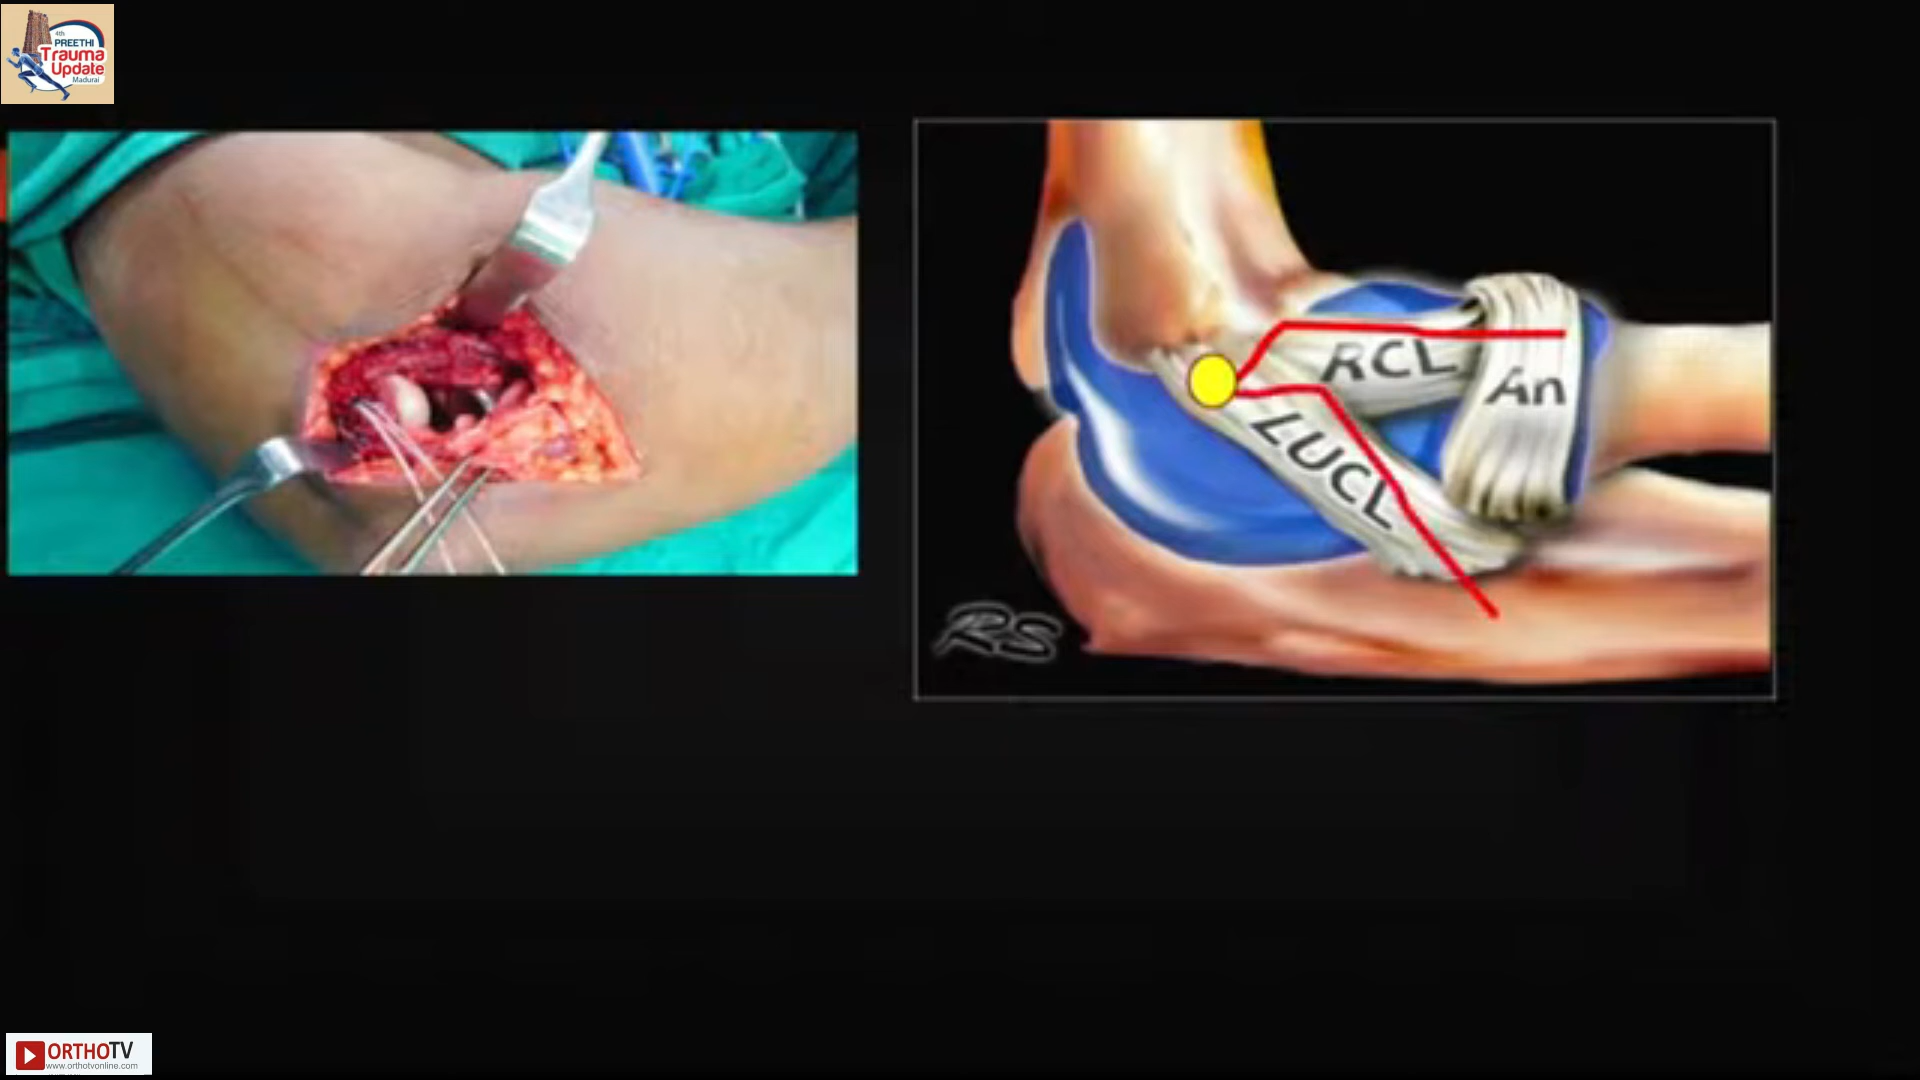 4th
PREETHI
Trauma
Update
Madurai
RCL
An
LUCL
RS
ORTHOTV
www.orthotvonline.com